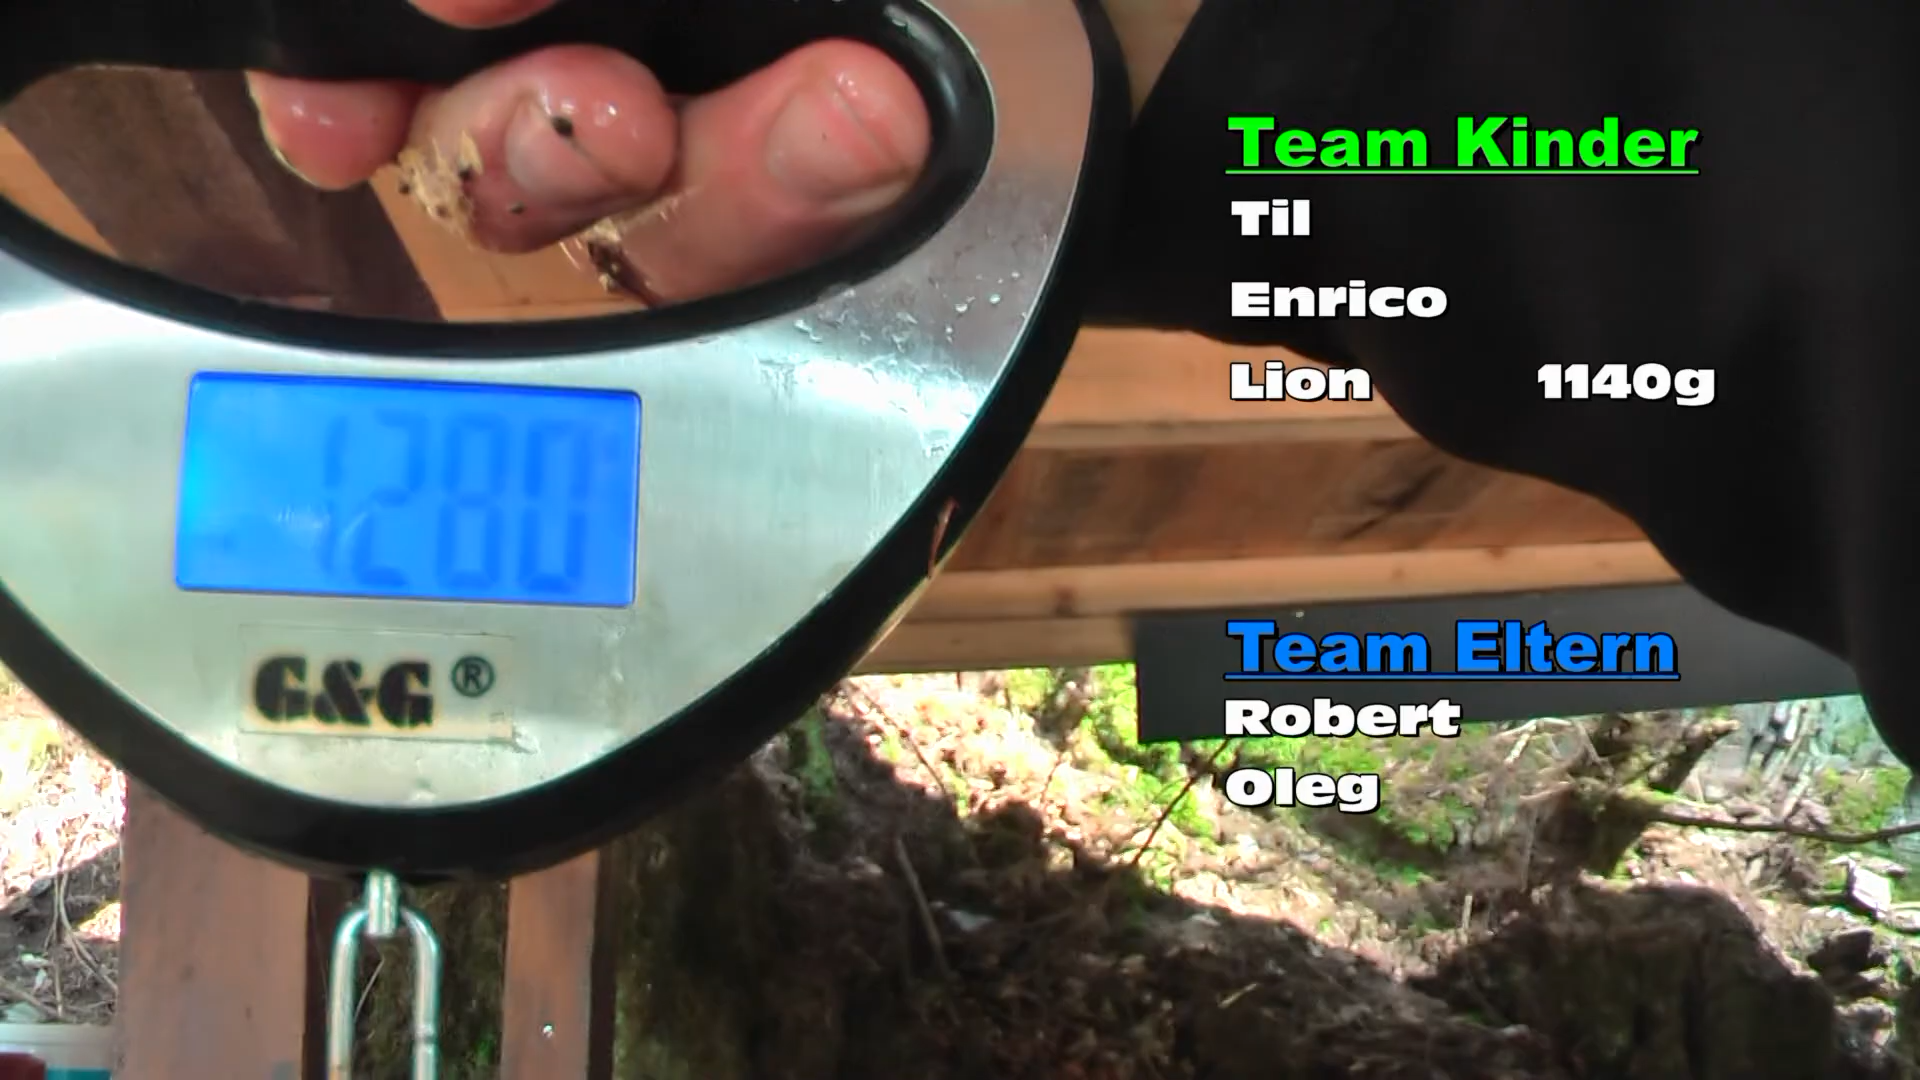 1280
G&G®
Team Kinder
Til
Enrico
Lion 1140g
Team Eltern
Robert
Oleg